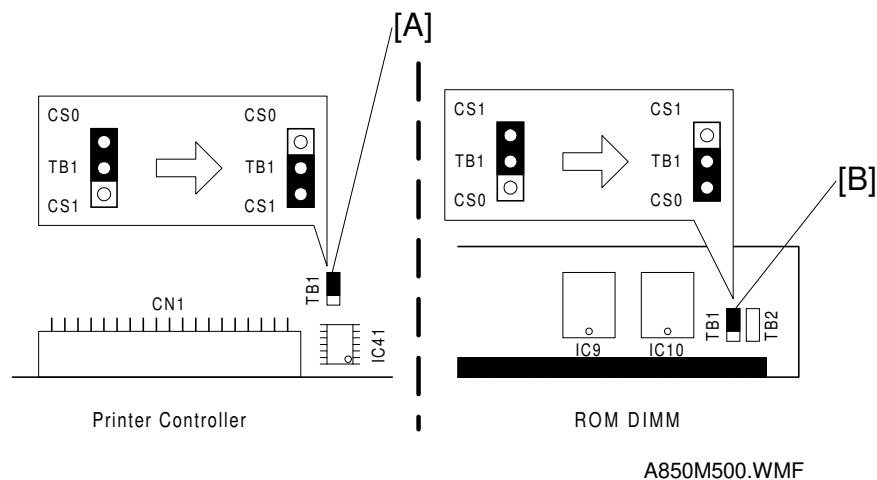 [A]
CS0
TB1
CS1
CS0
TB1
CS1
TB1
CN1
IC41
Printer Controller
CS1
TB1
CS0
CS1
TB1
CS0
[B]
IC9
IC10
TB1
TB2
ROM DIMM
A850M500.WMF